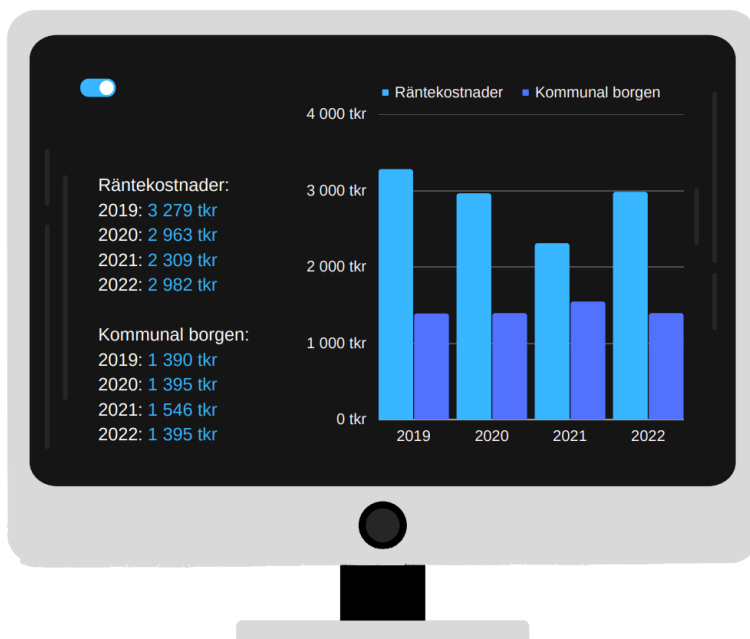 Räntekostnader:
2019: 3 279 tkr
2020: 2 963 tkr
2021: 2 309 tkr
2022: 2 982 tkr
Kommunal borgen:
2019: 1 390 tkr
2020: 1 395 tkr
2021: 1 546 tkr
2022: 1 395 tkr
Räntekostnader Kommunal borgen
4 000 tkr
3 000 tkr
2 000 tkr
1 000 tkr
0 tkr
2019 2020 2021 2022